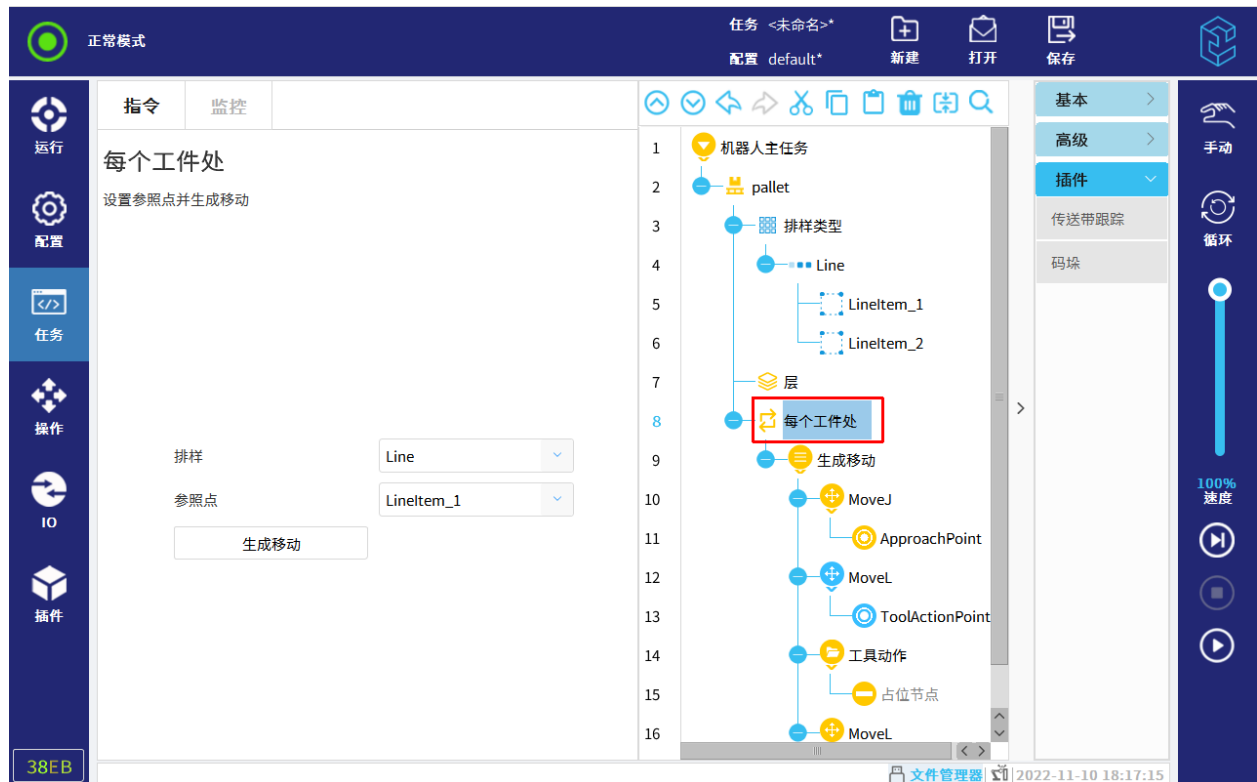 正常模式
任务 <未命名>*
配置 default*
新建
打开
保存
运行
配置
任务
操作
IO
插件
38EB
指令
监控
每个工件处
设置参照点并生成移动
排样
Line
参照点
LineItem_1
生成移动
1 机器人主任务
2 pallet
3 排样类型
4 Line
5 LineItem_1
6 LineItem_2
7 层
8 每个工件处
9 生成移动
10 MoveJ
11 ApproachPoint
12 MoveL
13 ToolActionPoint
14 工具动作
15 占位节点
16 MoveL
基本
高级
插件
传送带跟踪
码垛
手动
循环
100%
速度
文件管理器
2022-11-10 18:17:15